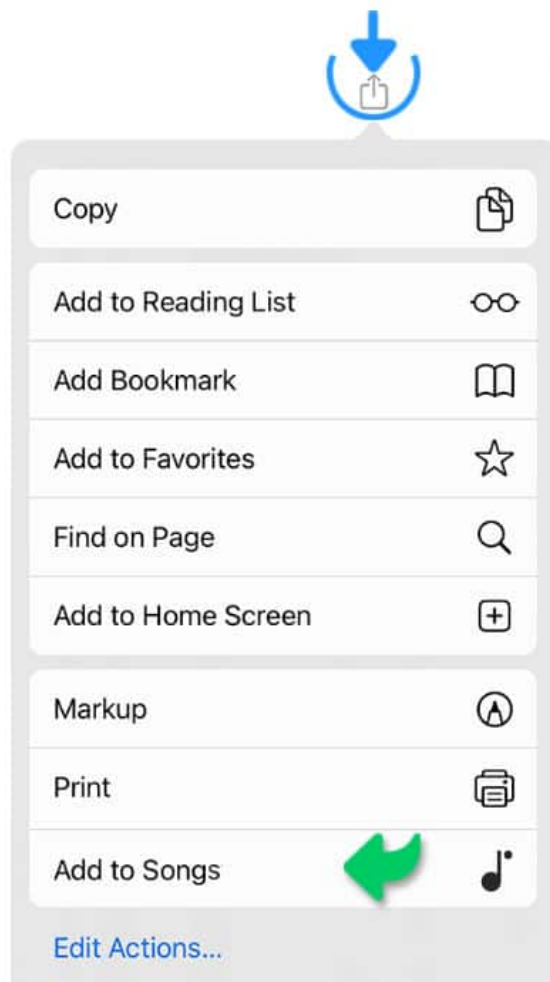 Copy
Add to Reading List
Add Bookmark
Add to Favorites
Find on Page
Add to Home Screen
Markup
Print
Add to Songs
Edit Actions...